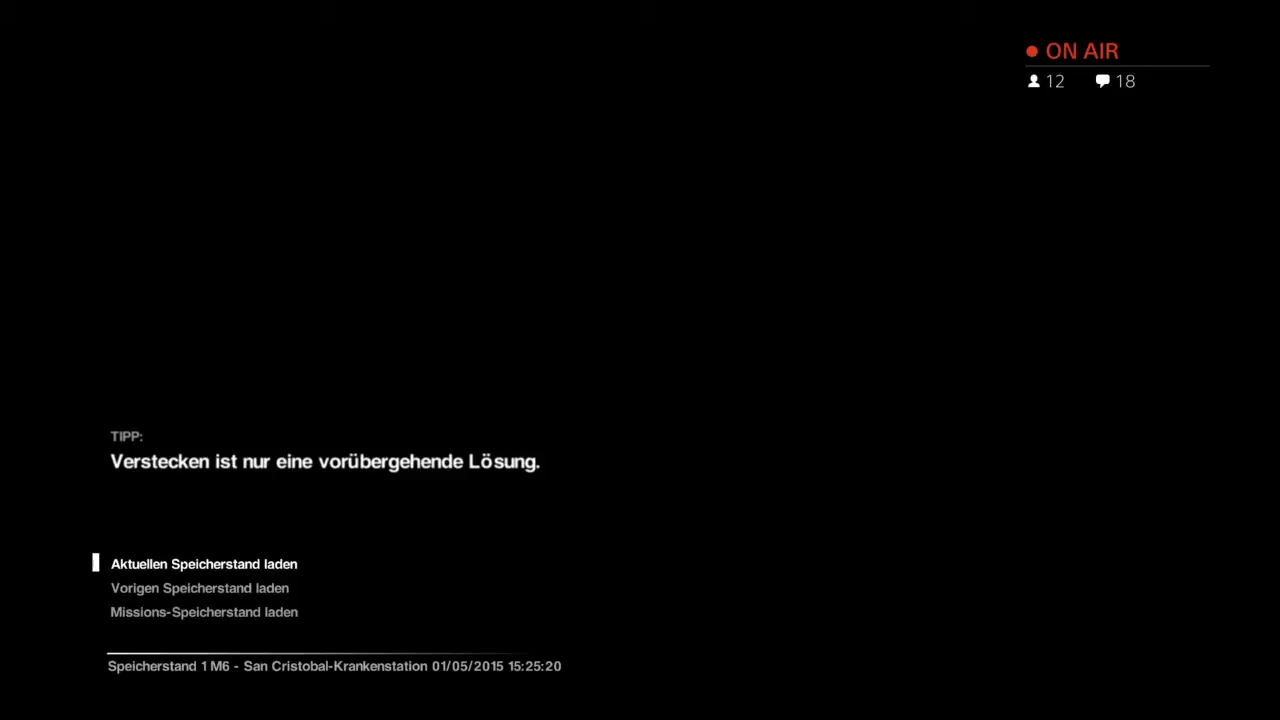 ON AIR
12 18
TIPP:
Verstecken ist nur eine vorübergehende Lösung.
Aktuellen Speicherstand laden
Vorigen Speicherstand laden
Missions-Speicherstand laden
Speicherstand 1 M6 - San Cristobal-Krankenstation 01/05/2015 15:25:20